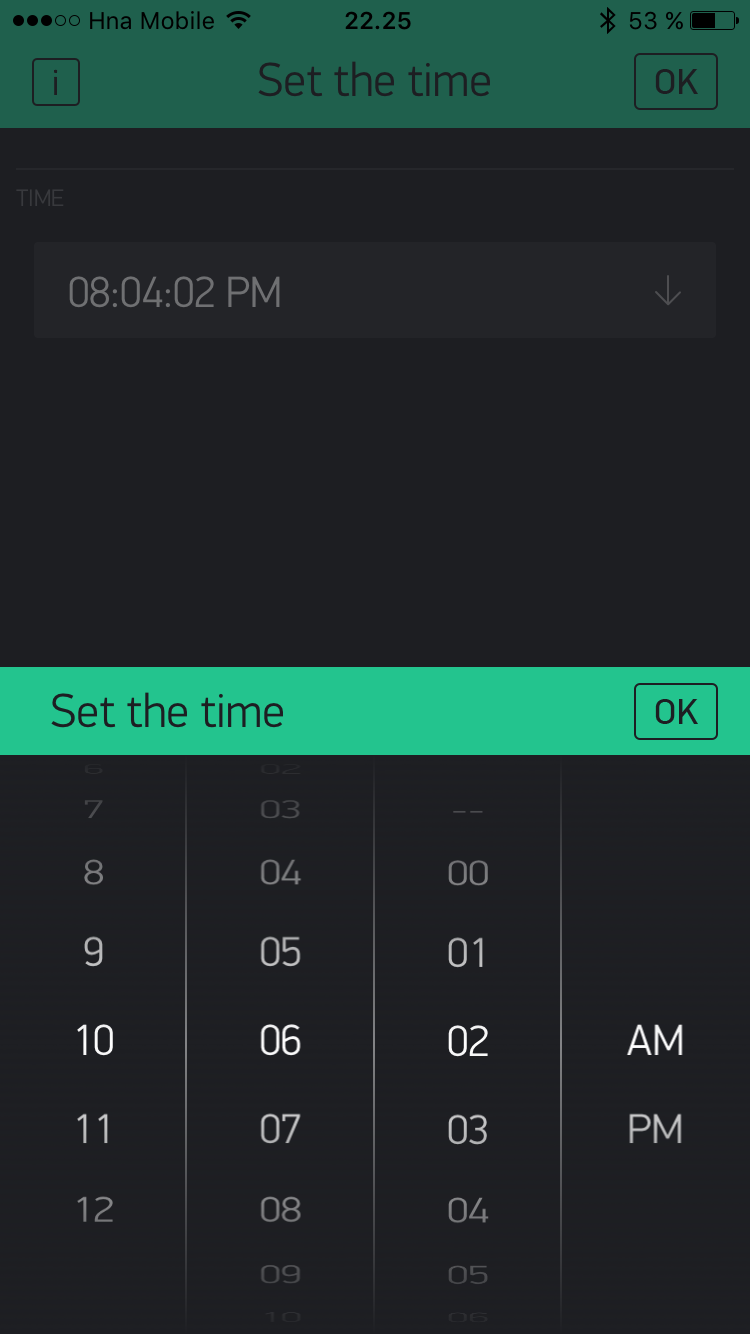 Hna Mobile 22.25 53 %
i Set the time OK
TIME
08:04:02 PM
Set the time OK
6 02
7 03 --
8 04 00
9 05 01
10 06 02 AM
11 07 03 PM
12 08 04
09 05
10 06